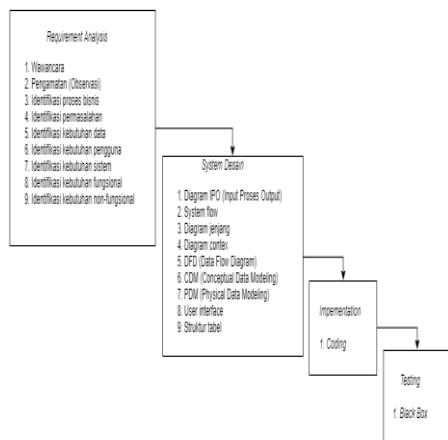 Requirement Analysis
1. Wawancara
2. Pengamatan (Observasi)
3. Identifikasi proses bisnis
4. Identifikasi permasalahan
5. Identifikasi kebutuhan data
6. Identifikasi kebutuhan pengguna
7. Identifikasi kebutuhan sistem
8. Identifikasi kebutuhan fungsional
9. Identifikasi kebutuhan non-fungsional
System Desain
1. Diagram IPO (Input Proses Output)
2. System flow
3. Diagram jenjang
4. Diagram contex
5. DFD (Data Flow Diagram)
6. CDM (Conceptual Data Modeling)
7. PDM (Physical Data Modeling)
8. User interface
9. Struktur tabel
Impementation
1. Coding
Testing
1. Black Box